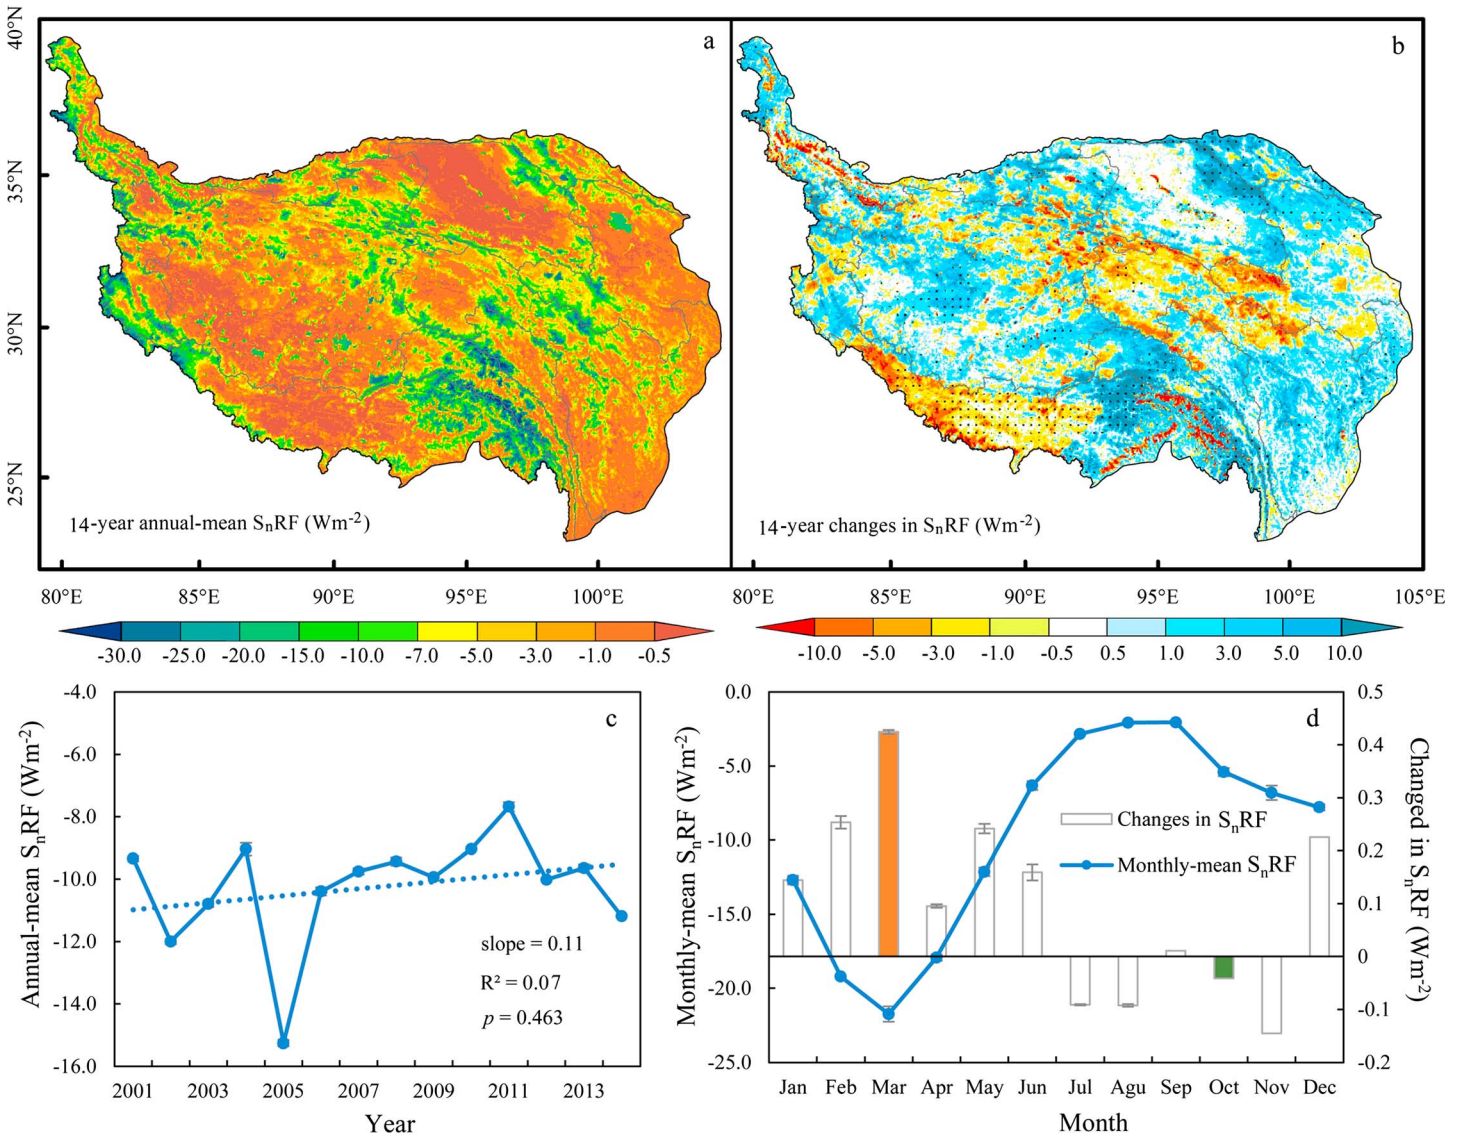 a
b
40°N
35°N
30°N
25°N
14-year annual-mean SnRF (Wm-2)
14-year changes in SnRF (Wm-2)
80°E 85°E 90°E 95°E 100°E
80°E 85°E 90°E 95°E 100°E 105°E
-30.0 -25.0 -20.0 -15.0 -10.0 -7.0 -5.0 -3.0 -1.0 -0.5
-10.0 -5.0 -3.0 -1.0 -0.5 0.5 1.0 3.0 5.0 10.0
c
Annual-mean SnRF (Wm-2)
-4.0
-6.0
-8.0
-10.0
-12.0
-14.0
-16.0
slope = 0.11
R² = 0.07
p = 0.463
2001 2003 2005 2007 2009 2011 2013
Year
d
Monthly-mean SnRF (Wm-2)
0.0
-5.0
-10.0
-15.0
-20.0
-25.0
Changes in SnRF
Monthly-mean SnRF
0.5
0.4
0.3
0.2
0.1
0
-0.1
-0.2
Changed in SnRF (Wm-2)
Jan Feb Mar Apr May Jun Jul Agu Sep Oct Nov Dec
Month